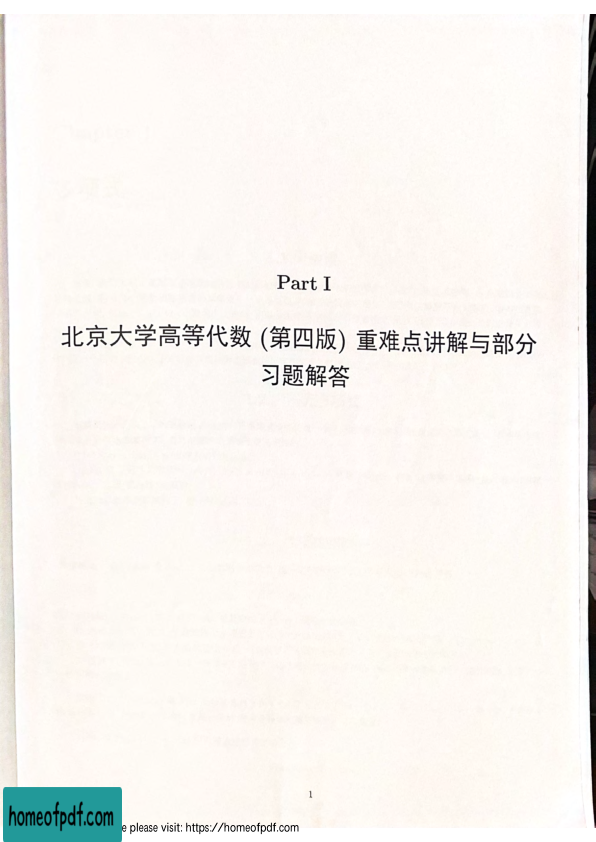 Part I
北京大学高等代数 (第四版) 重难点讲解与部分
习题解答
1
homeofpdf.com
e please visit: https://homeofpdf.com